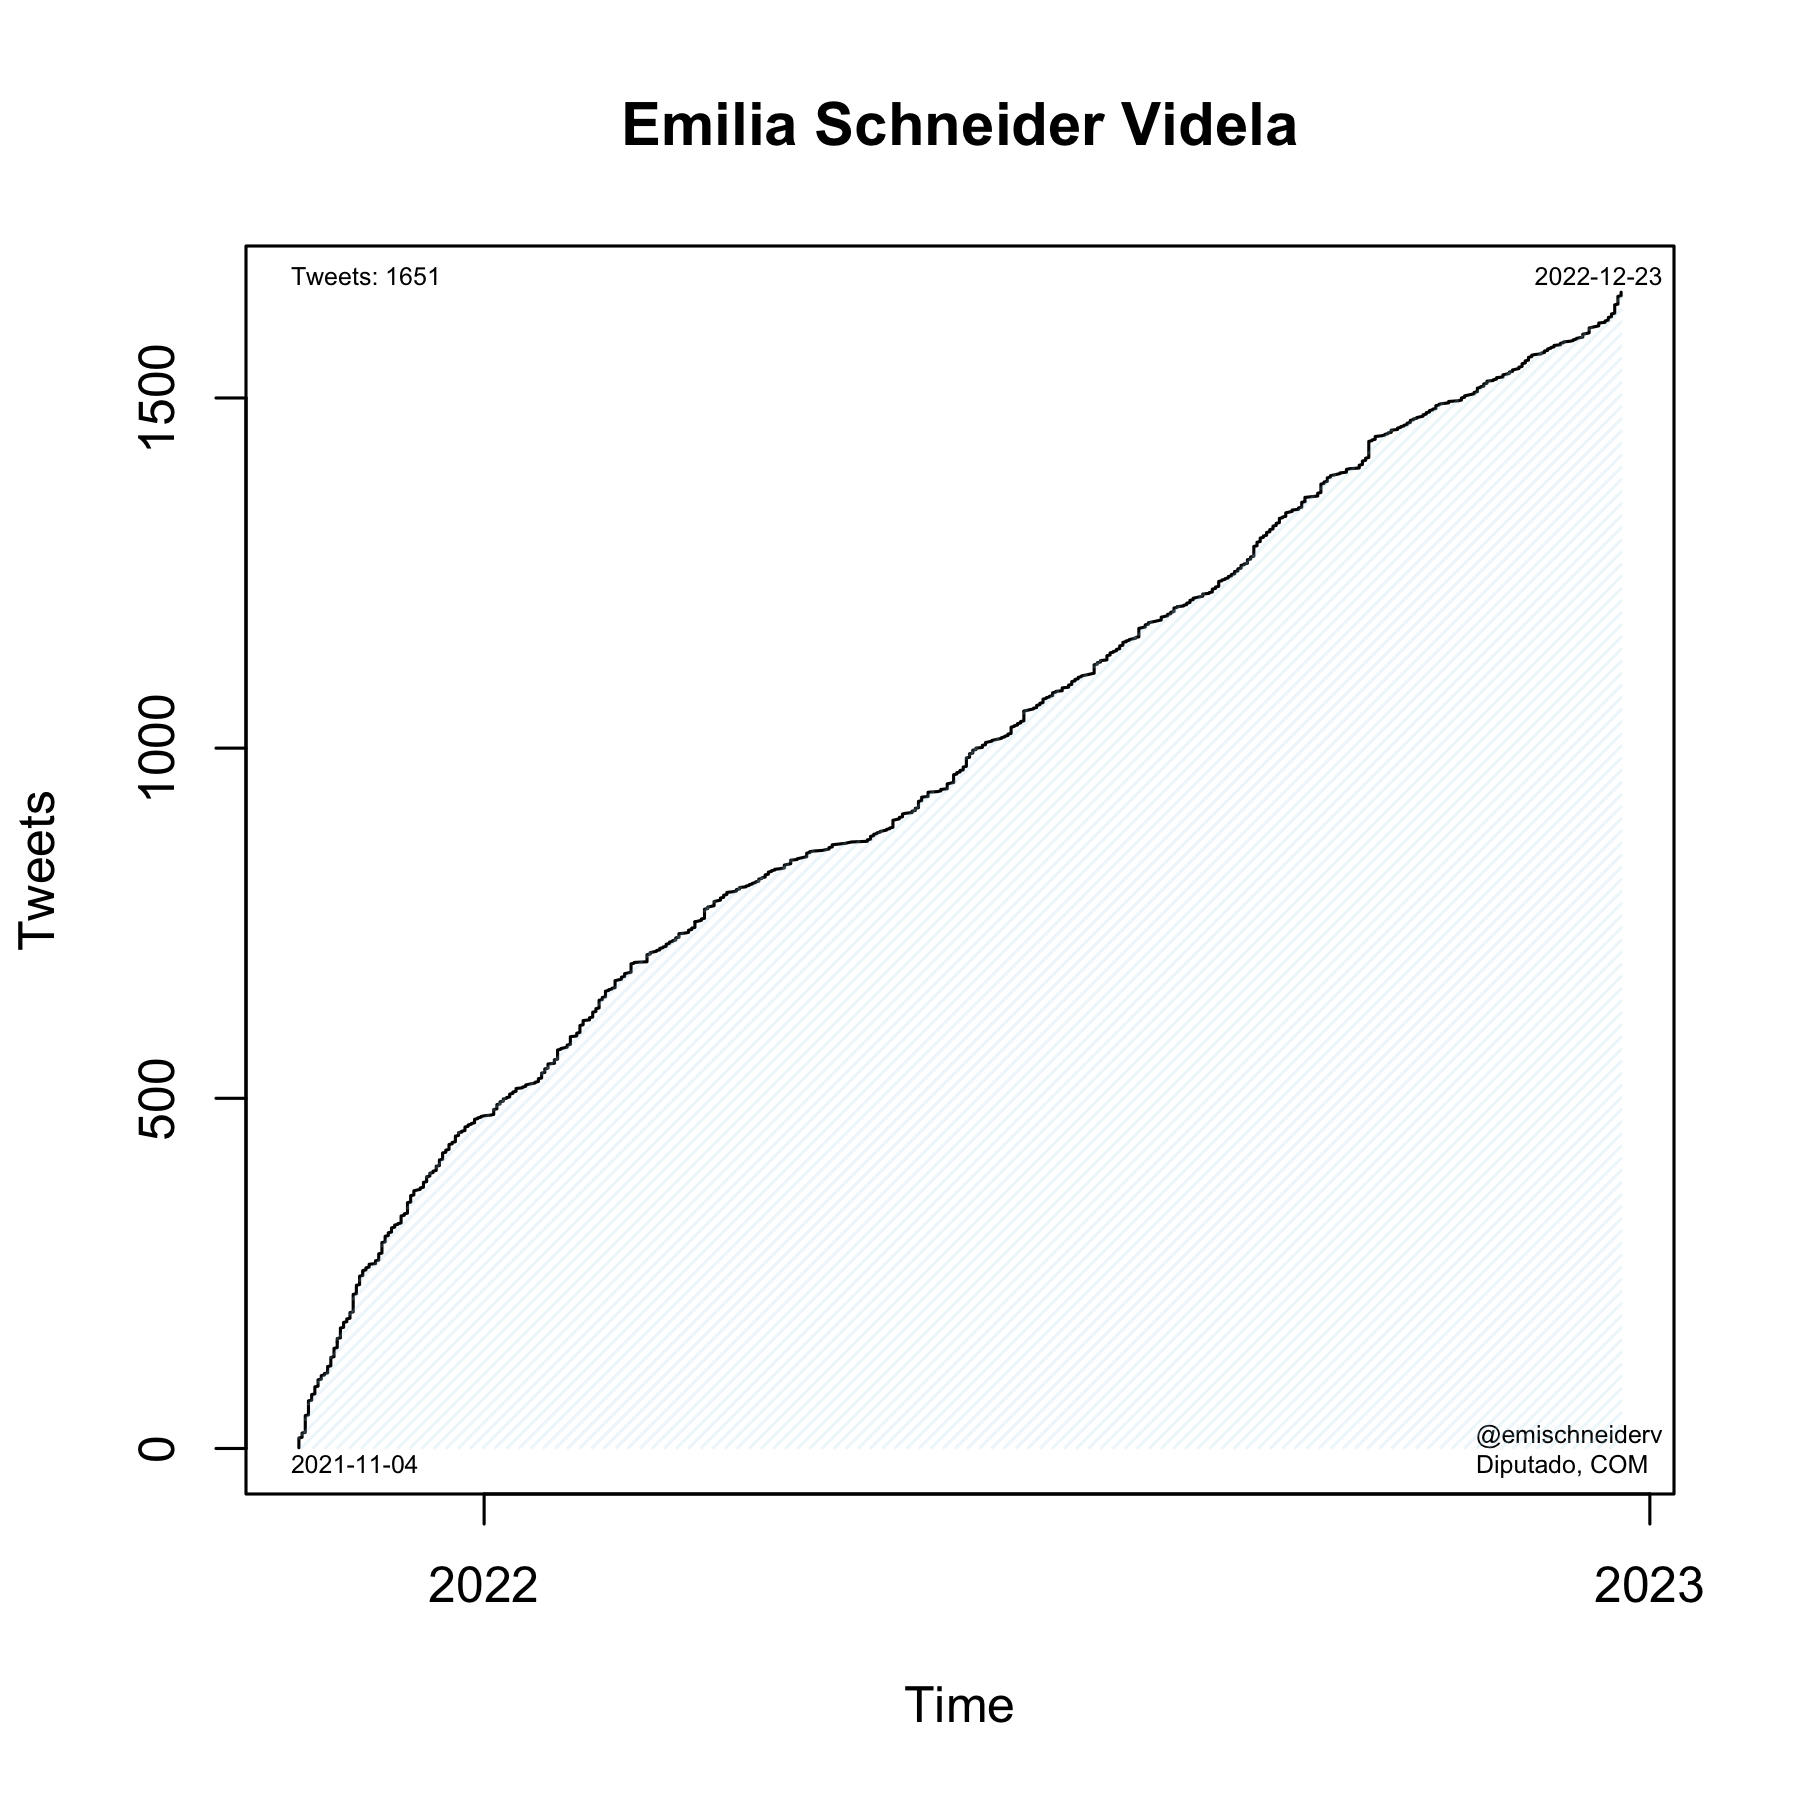 Emilia Schneider Videla
Tweets: 1651
2022-12-23
1500
1000
500
0
Tweets
2021-11-04
@emischneiderv
Diputado, COM
2022
2023
Time